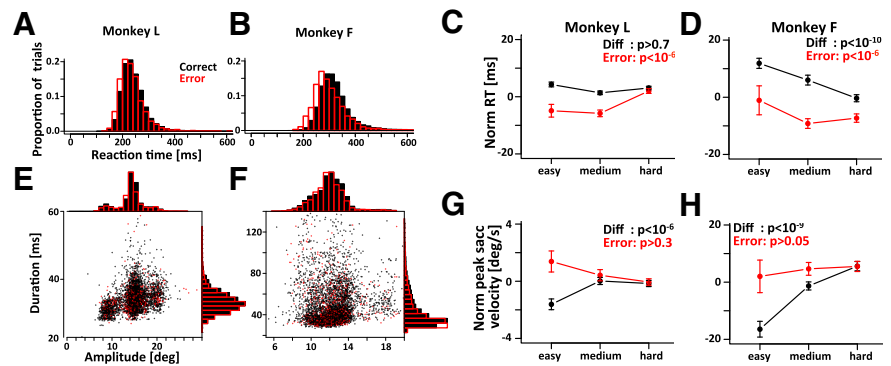 A
Monkey L
B
Monkey F
C
Monkey L
D
Monkey F
Proportion of trials
0.2
0.1
0.0
0 200 400 600
Reaction time [ms]
Correct
Error
0.2
0.1
0
0 200 400 600
Norm RT [ms]
20
0
-20
Diff : p>0.7
Error: p<10-6
easy medium hard
20
0
-20
Diff : p<10-10
Error: p<10-6
easy medium hard
E
Duration [ms]
60
40
20
0 10 20
Amplitude [deg]
F
120
80
40
6 10 14 18
G
Norm peak sacc
velocity [deg/s]
4
0
-4
Diff : p<10-6
Error: p>0.3
easy medium hard
H
20
0
-20
Diff : p<10-9
Error: p>0.05
easy medium hard